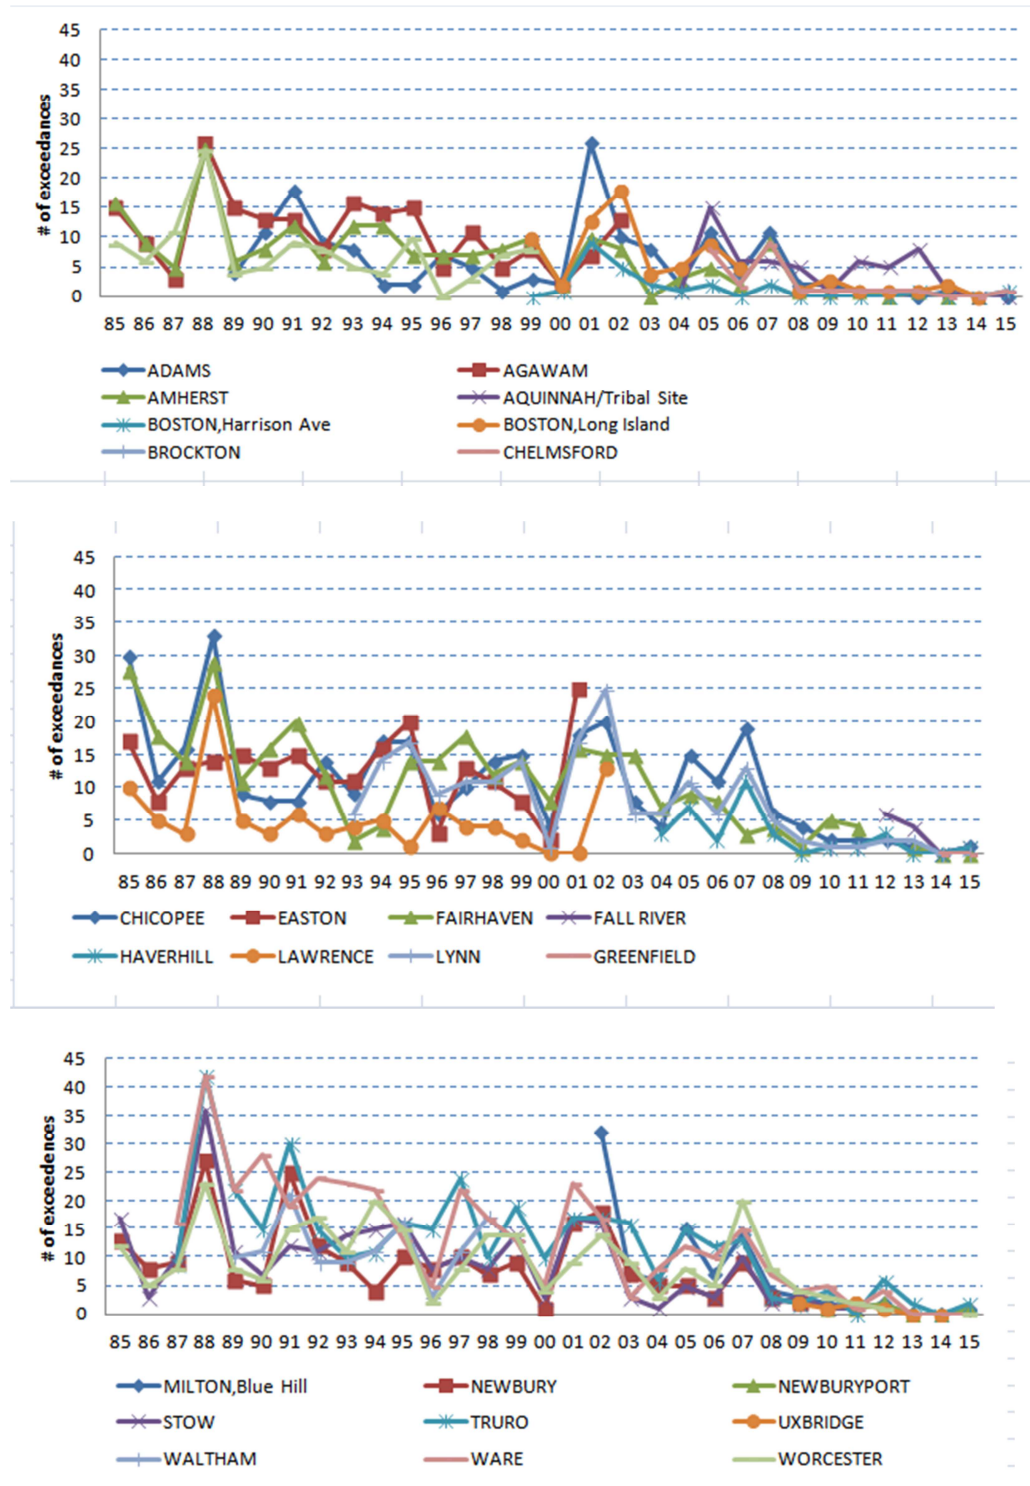 45
40
35
30
25
20
15
10
5
0
# of exceedances
85 86 87 88 89 90 91 92 93 94 95 96 97 98 99 00 01 02 03 04 05 06 07 08 09 10 11 12 13 14 15
ADAMS AGAWAM
AMHERST AQUINNAH/Tribal Site
BOSTON,Harrison Ave BOSTON,Long Island
BROCKTON CHELMSFORD
45
40
35
30
25
20
15
10
5
0
# of exceedances
85 86 87 88 89 90 91 92 93 94 95 96 97 98 99 00 01 02 03 04 05 06 07 08 09 10 11 12 13 14 15
CHICOPEE EASTON FAIRHAVEN FALL RIVER
HAVERHILL LAWRENCE LYNN GREENFIELD
45
40
35
30
25
20
15
10
5
0
# of exceedences
85 86 87 88 89 90 91 92 93 94 95 96 97 98 99 00 01 02 03 04 05 06 07 08 09 10 11 12 13 14 15
MILTON,Blue Hill NEWBURY NEWBURYPORT
STOW TRURO UXBRIDGE
WALTHAM WARE WORCESTER